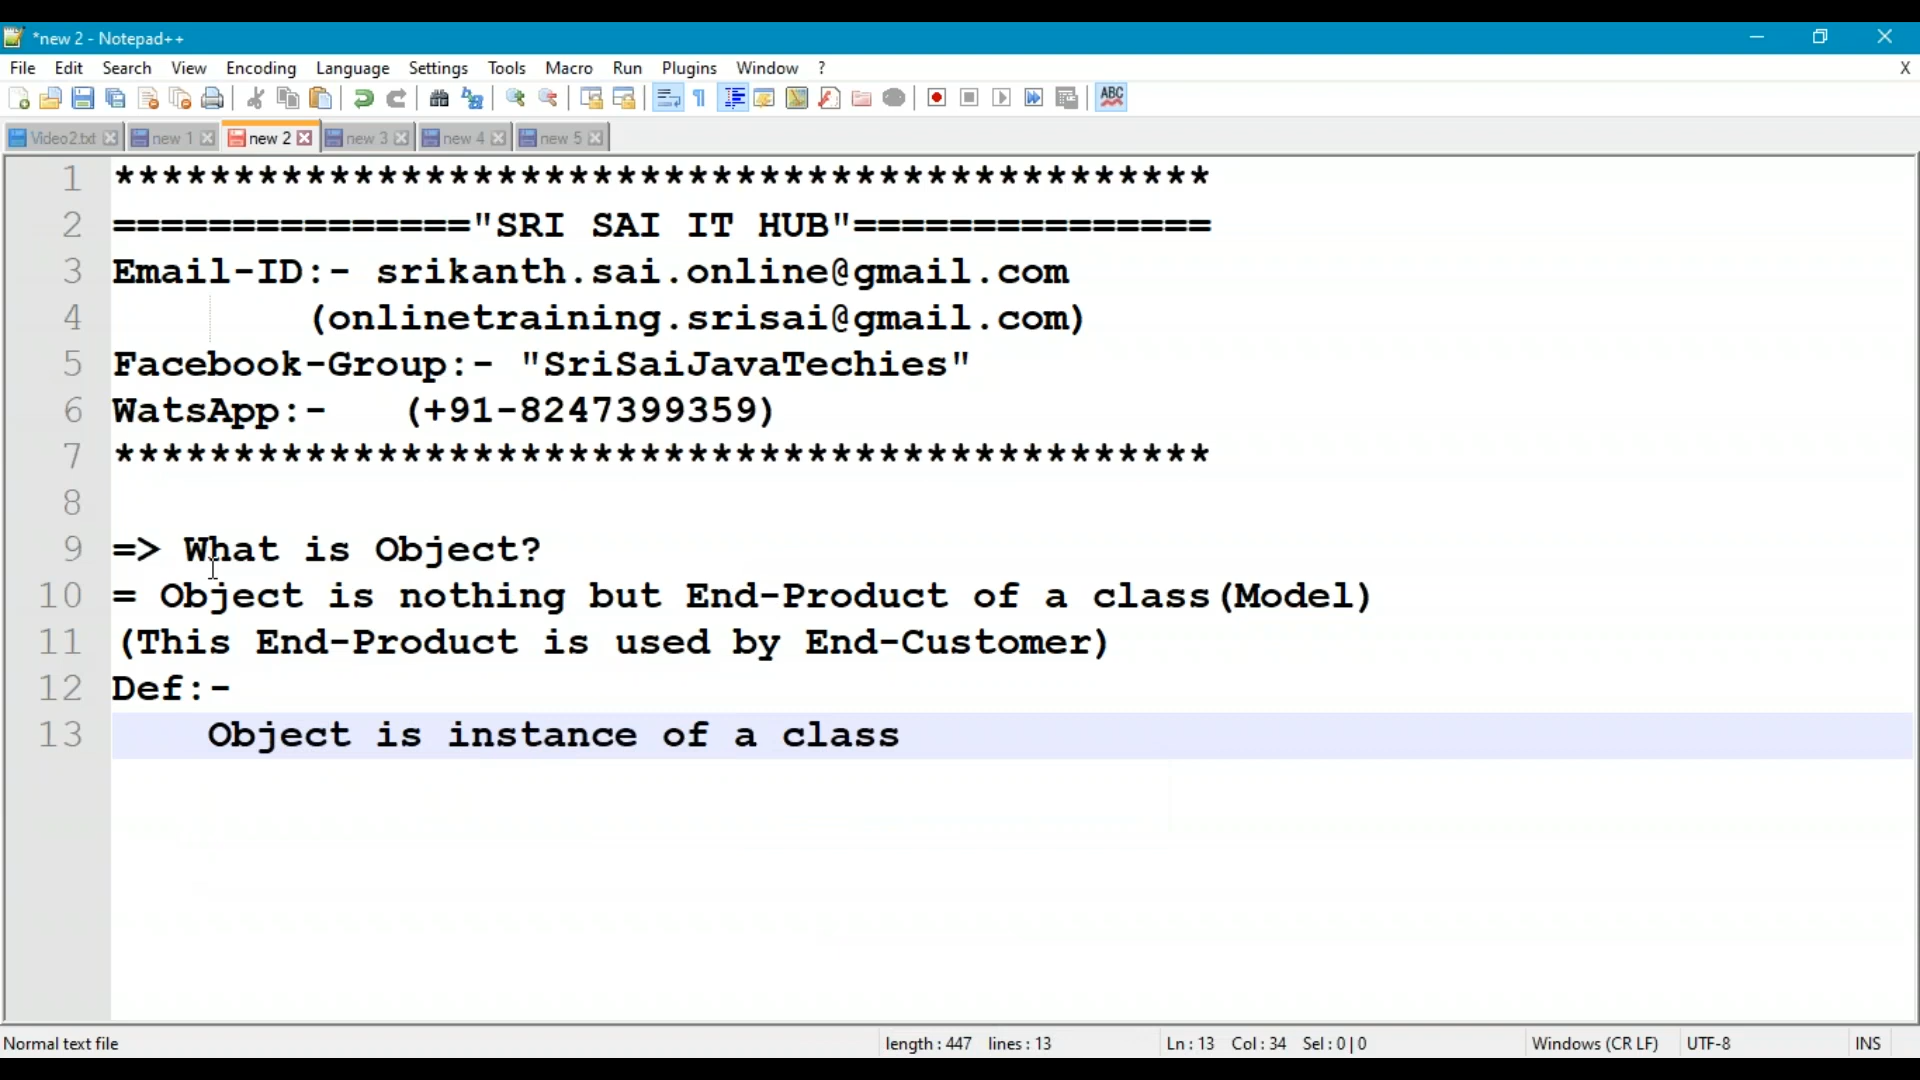 *new 2 - Notepad++
File Edit Search View Encoding Language Settings Tools Macro Run Plugins Window ? X
ABC
Video2.txt new 1 new 2 new 3 new 4 new 5
1 **********************************************
2 ==============="SRI SAI IT HUB"===============
3 Email-ID:- srikanth.sai.online@gmail.com
4 (onlinetraining.srisai@gmail.com)
5 Facebook-Group:- "SriSaiJavaTechies"
6 WatsApp:- (+91-8247399359)
7 **********************************************
8
9 => What is Object?
10 = Object is nothing but End-Product of a class(Model)
11 (This End-Product is used by End-Customer)
12 Def:-
13 Object is instance of a class
Normal text file length : 447 lines : 13 Ln : 13 Col : 34 Sel : 0 | 0 Windows (CR LF) UTF-8 INS